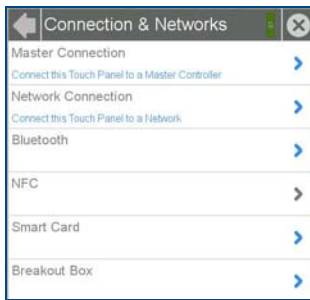 Connection & Networks
Master Connection
Connect this Touch Panel to a Master Controller
Network Connection
Connect this Touch Panel to a Network
Bluetooth
NFC
Smart Card
Breakout Box